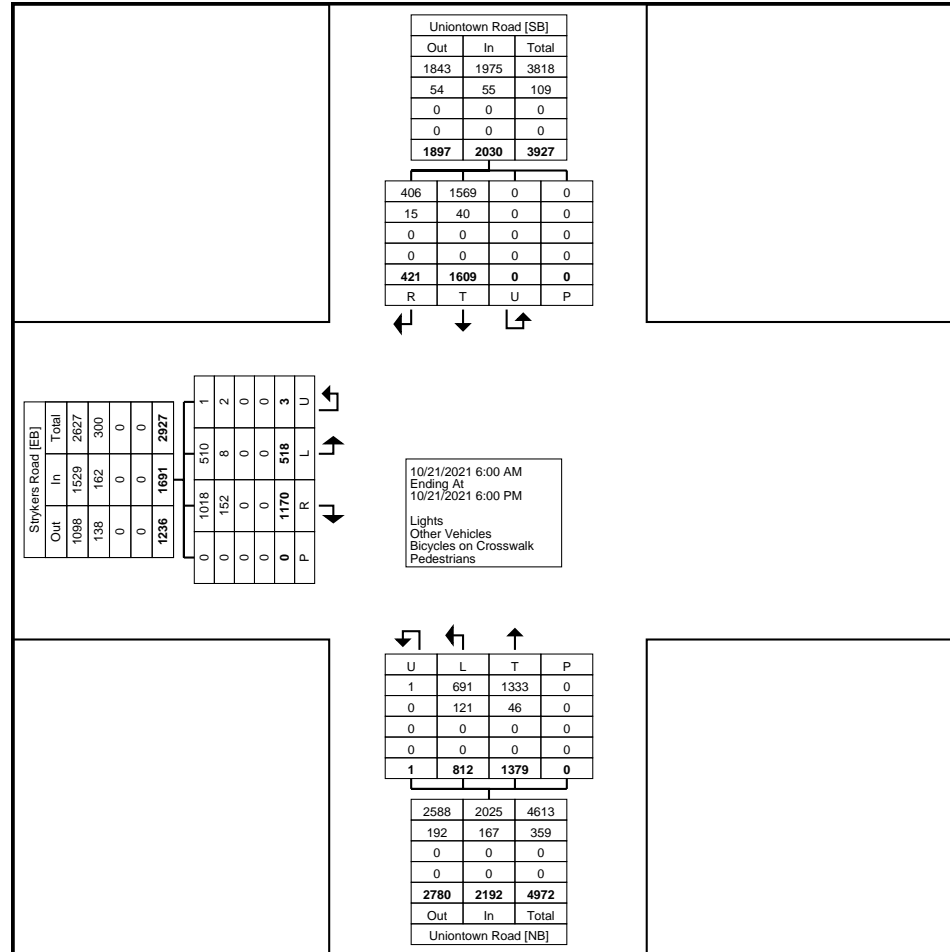 Uniontown Road [SB]
Out In Total
1843 1975 3818
54 55 109
0 0 0
0 0 0
1897 2030 3927
406 1569 0 0
15 40 0 0
0 0 0 0
0 0 0 0
421 1609 0 0
R T U P
Strykers Road [EB]
Out In Total
1098 1529 2627
138 162 300
0 0 0
0 0 0
1236 1691 2927
0 1018 510 1
0 152 8 2
0 0 0 0
0 0 0 0
0 1170 518 3
P R L U
10/21/2021 6:00 AM
Ending At
10/21/2021 6:00 PM
Lights
Other Vehicles
Bicycles on Crosswalk
Pedestrians
U L T P
1 691 1333 0
0 121 46 0
0 0 0 0
0 0 0 0
1 812 1379 0
2588 2025 4613
192 167 359
0 0 0
0 0 0
2780 2192 4972
Out In Total
Uniontown Road [NB]